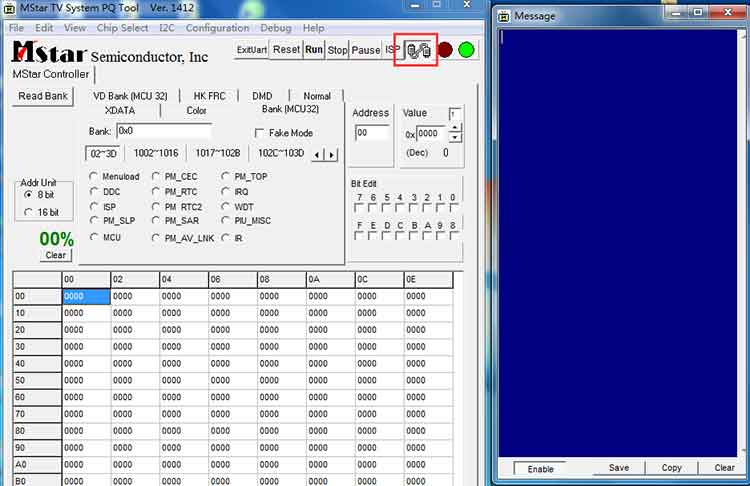 MStar TV System PQ Tool Ver. 1412
File Edit View Chip Select I2C Configuration Debug Help
MStar Semiconductor, Inc
ExitUart Reset Run Stop Pause ISP
MStar Controller
Read Bank
VD Bank (MCU 32) HK FRC DMD Normal
XDATA Color Bank (MCU32)
Bank: 0x0 Fake Mode
02~3D 1002~1016 1017~102B 102C~103D
Menuload PM_CEC PM_TOP
DDC PM_RTC IRQ
ISP PM_RTC2 WDT
PM_SLP PM_SAR PIU_MISC
MCU PM_AV_LNK IR
Address
00
Value
0x 0000
(Dec) 0
Addr Unit
8 bit
16 bit
00%
Clear
Bit Edit
7 6 5 4 3 2 1 0
F E D C B A 9 8
00 02 04 06 08 0A 0C 0E
00 0000 0000 0000 0000 0000 0000 0000 0000
10 0000 0000 0000 0000 0000 0000 0000 0000
20 0000 0000 0000 0000 0000 0000 0000 0000
30 0000 0000 0000 0000 0000 0000 0000 0000
40 0000 0000 0000 0000 0000 0000 0000 0000
50 0000 0000 0000 0000 0000 0000 0000 0000
60 0000 0000 0000 0000 0000 0000 0000 0000
70 0000 0000 0000 0000 0000 0000 0000 0000
80 0000 0000 0000 0000 0000 0000 0000 0000
90 0000 0000 0000 0000 0000 0000 0000 0000
A0 0000 0000 0000 0000 0000 0000 0000 0000
B0 0000 0000 0000 0000 0000 0000 0000 0000
Message
Enable Save Copy Clear